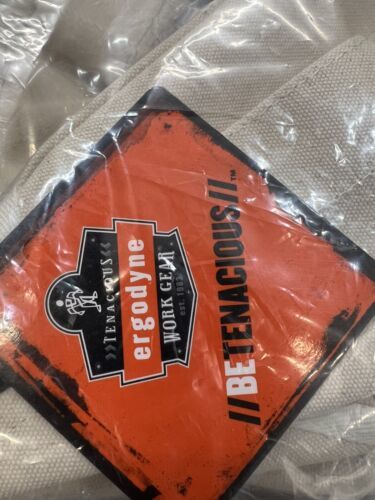 ››TENACIOUS‹‹
ergodyne
WORK GEAR
est. 1983
//BETENACIOUS//™